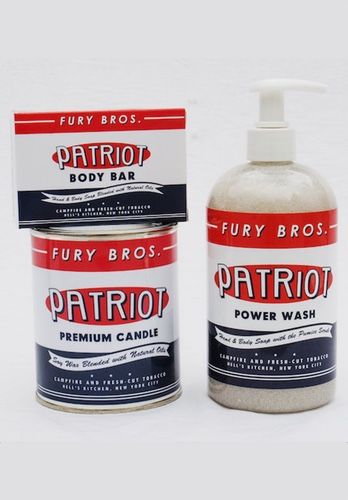 FURY BROS.
PATRIOT
BODY BAR
Hand & Body Soap Blended with Natural Oils
CAMPFIRE AND FRESH-CUT TOBACCO
HELL'S KITCHEN, NEW YORK CITY
FURY BROS.
PATRIOT
PREMIUM CANDLE
Soy Wax Blended with Natural Oils
CAMPFIRE AND FRESH-CUT TOBACCO
HELL'S KITCHEN, NEW YORK CITY
FURY BROS.
PATRIOT
POWER WASH
Hand & Body Soap with the Pumice Scrub
CAMPFIRE AND FRESH-CUT TOBACCO
HELL'S KITCHEN, NEW YORK CITY